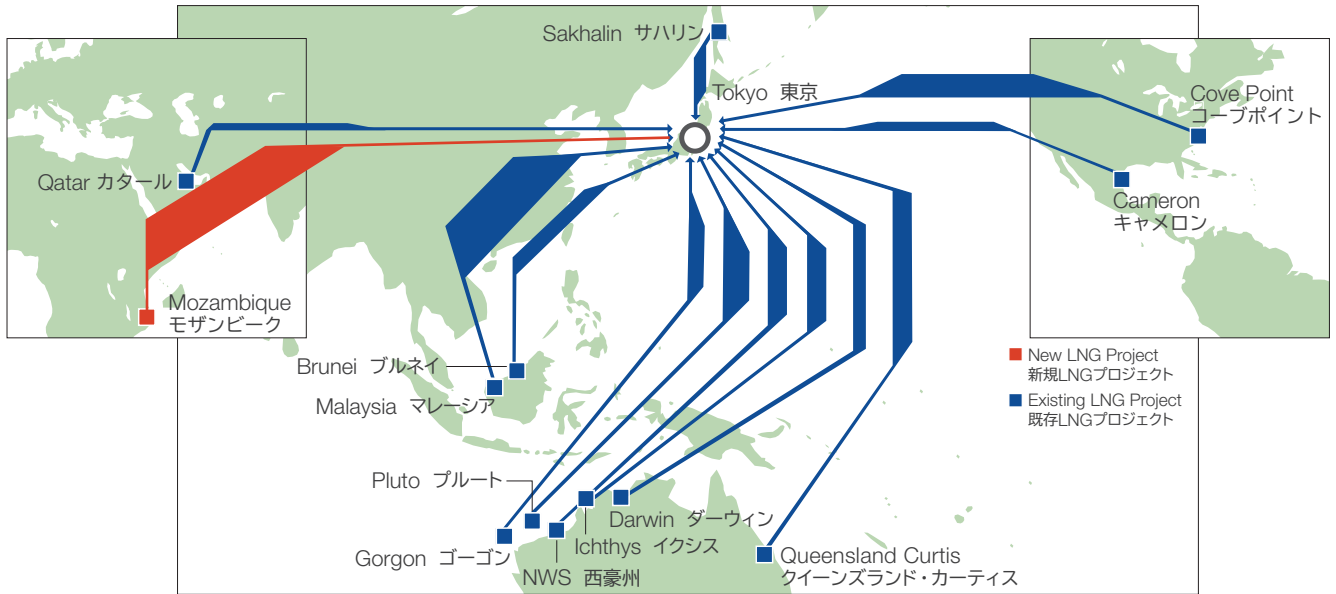 Sakhalin サハリン
Tokyo 東京
Cove Point
コーブポイント
Qatar カタール
Cameron
キャメロン
Mozambique
モザンビーク
Brunei ブルネイ
Malaysia マレーシア
New LNG Project
新規LNGプロジェクト
Existing LNG Project
既存LNGプロジェクト
Pluto プルート
Darwin ダーウィン
Gorgon ゴーゴン
Ichthys イクシス
NWS 西豪州
Queensland Curtis
クイーンズランド・カーティス